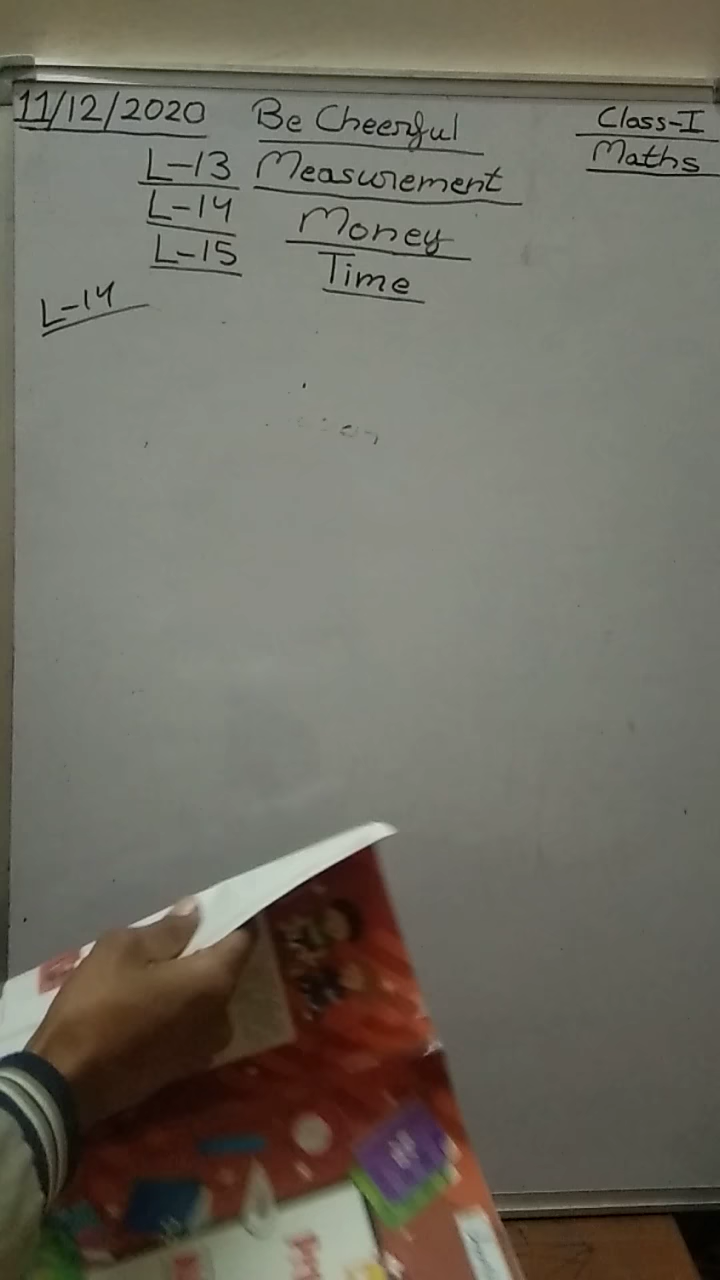 11/12/2020 Be Cheerful Class-I
Maths
L-13 Measurement
L-14 Money
L-15 Time
L-14